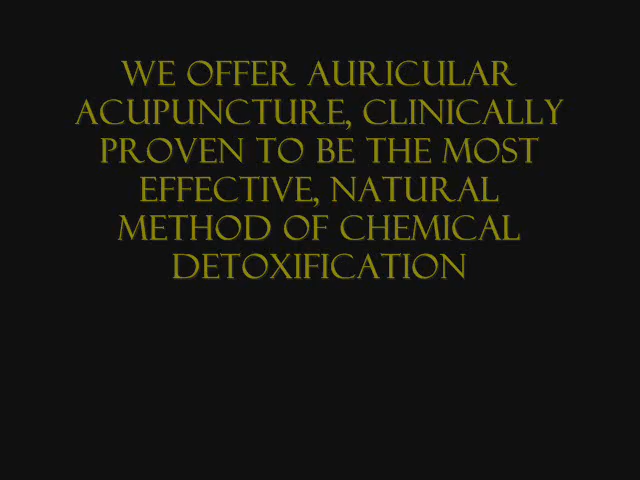 WE OFFER AURICULAR
ACUPUNCTURE, CLINICALLY
PROVEN TO BE THE MOST
EFFECTIVE, NATURAL
METHOD OF CHEMICAL
DETOXIFICATION